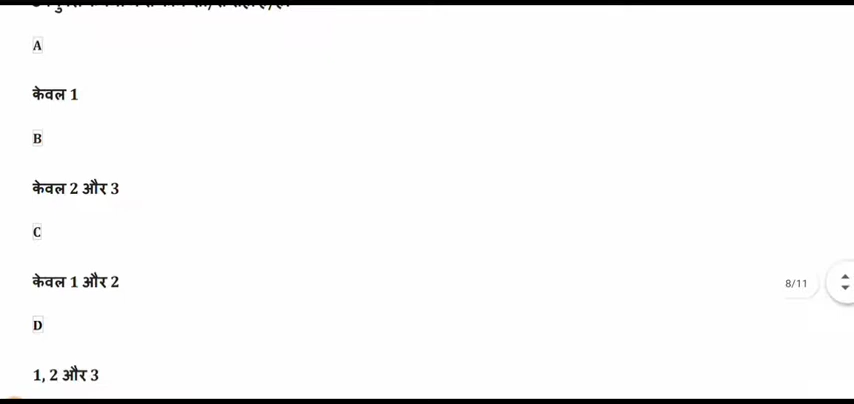 A
केवल 1
B
केवल 2 और 3
C
केवल 1 और 2
8/11
D
1, 2 और 3